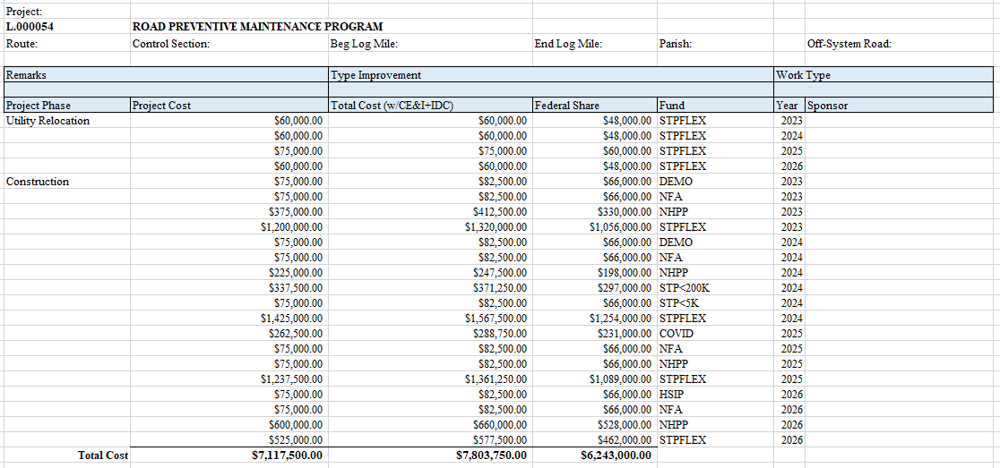 Project:
L.000054 ROAD PREVENTIVE MAINTENANCE PROGRAM
Route: Control Section: Beg Log Mile: End Log Mile: Parish: Off-System Road:
Remarks Type Improvement Work Type
Project Phase Project Cost Total Cost (w/CE&I+IDC) Federal Share Fund Year Sponsor
Utility Relocation $60,000.00 $60,000.00 $48,000.00 STPFLEX 2023
$60,000.00 $60,000.00 $48,000.00 STPFLEX 2024
$75,000.00 $75,000.00 $60,000.00 STPFLEX 2025
$60,000.00 $60,000.00 $48,000.00 STPFLEX 2026
Construction $75,000.00 $82,500.00 $66,000.00 DEMO 2023
$75,000.00 $82,500.00 $66,000.00 NFA 2023
$375,000.00 $412,500.00 $330,000.00 NHPP 2023
$1,200,000.00 $1,320,000.00 $1,056,000.00 STPFLEX 2023
$75,000.00 $82,500.00 $66,000.00 DEMO 2024
$75,000.00 $82,500.00 $66,000.00 NFA 2024
$225,000.00 $247,500.00 $198,000.00 NHPP 2024
$337,500.00 $371,250.00 $297,000.00 STP<200K 2024
$75,000.00 $82,500.00 $66,000.00 STP<5K 2024
$1,425,000.00 $1,567,500.00 $1,254,000.00 STPFLEX 2024
$262,500.00 $288,750.00 $231,000.00 COVID 2025
$75,000.00 $82,500.00 $66,000.00 NFA 2025
$75,000.00 $82,500.00 $66,000.00 NHPP 2025
$1,237,500.00 $1,361,250.00 $1,089,000.00 STPFLEX 2025
$75,000.00 $82,500.00 $66,000.00 HSIP 2026
$75,000.00 $82,500.00 $66,000.00 NFA 2026
$600,000.00 $660,000.00 $528,000.00 NHPP 2026
$525,000.00 $577,500.00 $462,000.00 STPFLEX 2026
Total Cost $7,117,500.00 $7,803,750.00 $6,243,000.00